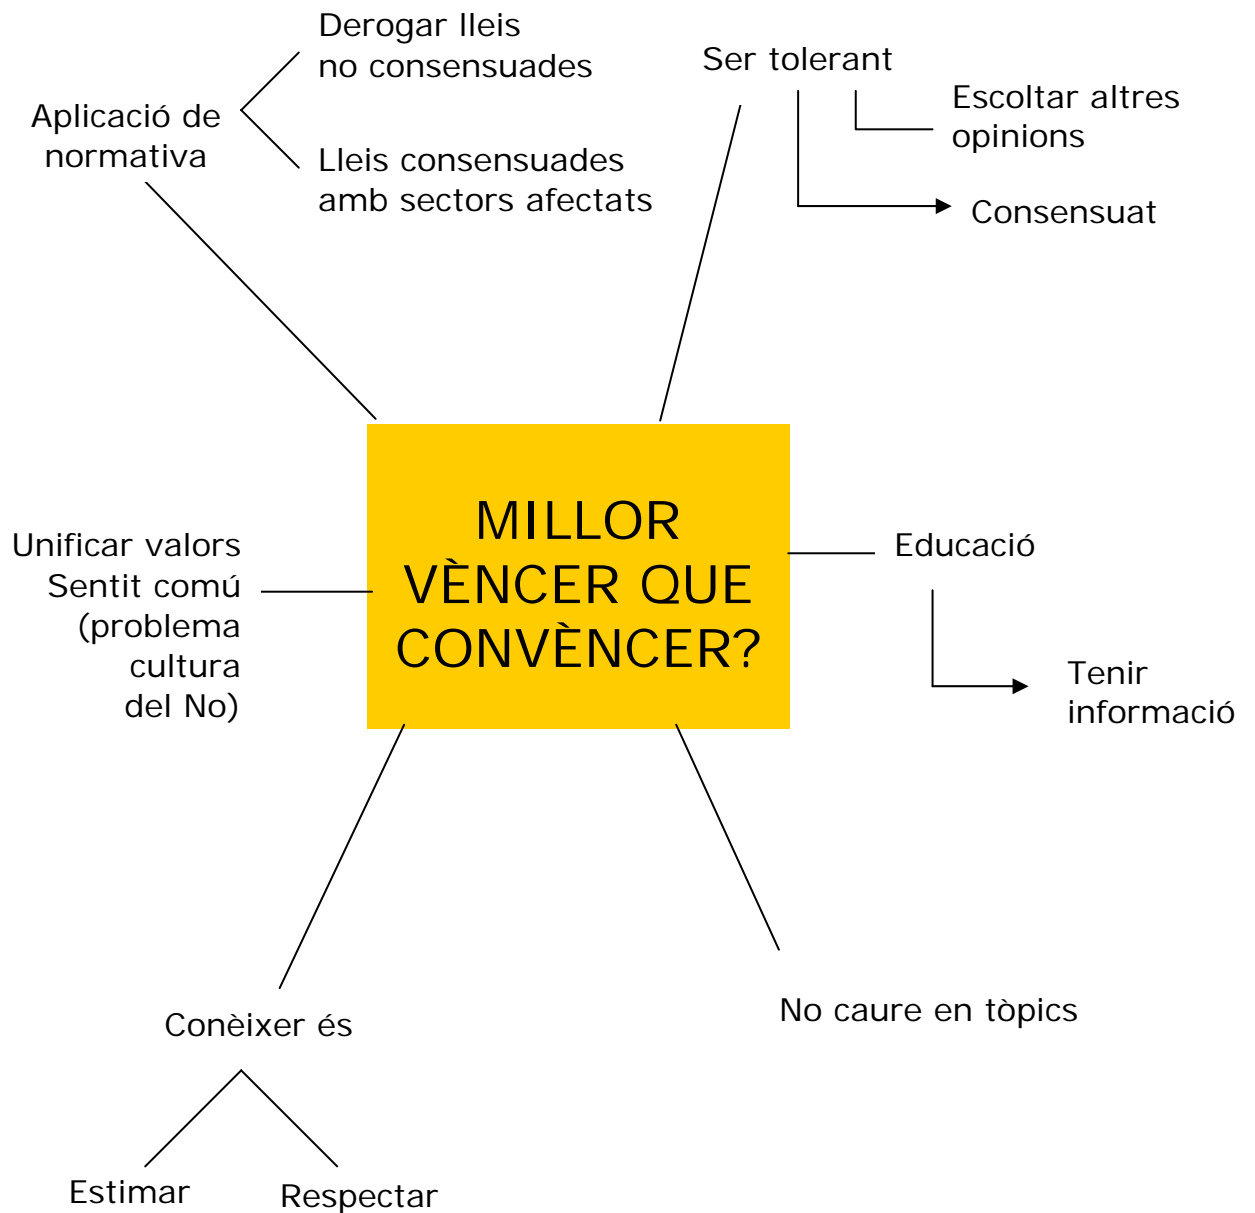 Derogar lleis
no consensuades
Aplicació de
normativa
Lleis consensuades
amb sectors afectats
Ser tolerant
Escoltar altres
opinions
Consensuat
Unificar valors
Sentit comú
(problema
cultura
del No)
MILLOR
VÈNCER QUE
CONVÈNCER?
Educació
Tenir
informació
Conèixer és
Estimar
Respectar
No caure en tòpics